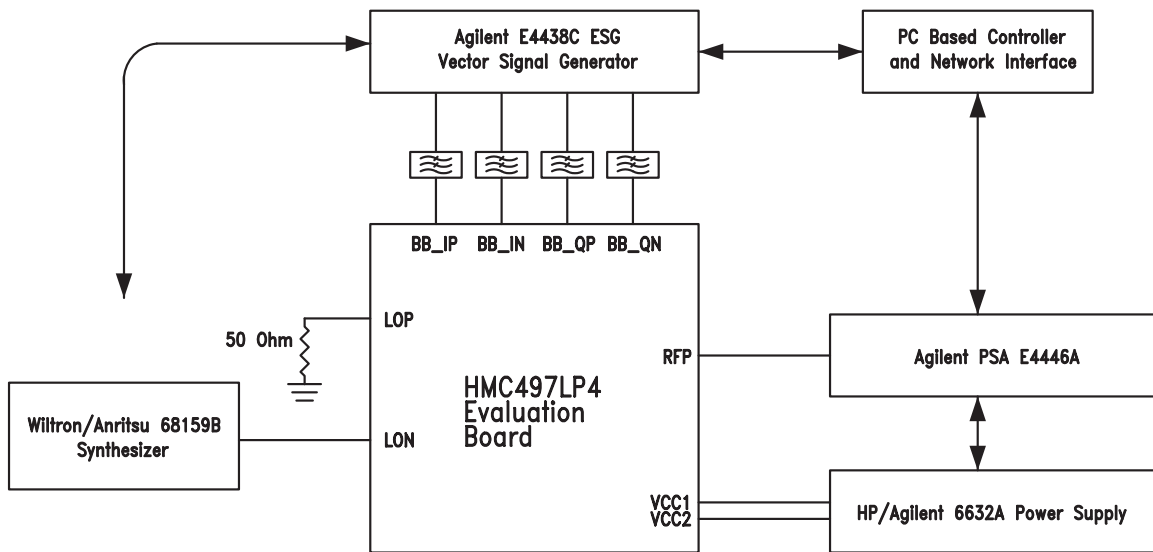 Agilent E4438C ESG
Vector Signal Generator
PC Based Controller
and Network Interface
BB_IP BB_IN BB_QP BB_QN
LOP
50 Ohm
RFP
Agilent PSA E4446A
HMC497LP4
Evaluation
Board
Wiltron/Anritsu 68159B
Synthesizer
LON
VCC1
VCC2
HP/Agilent 6632A Power Supply